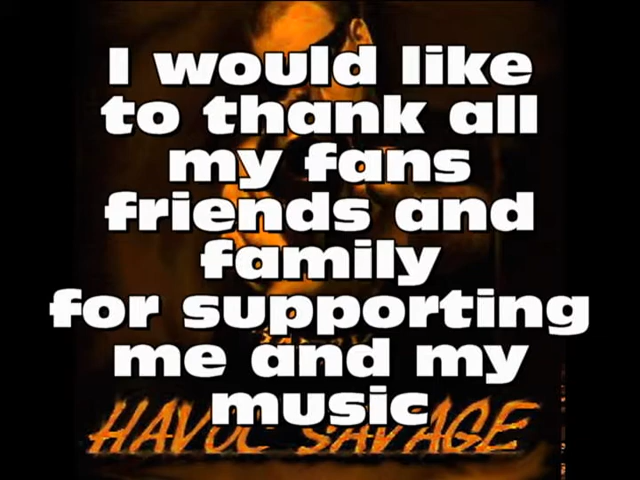 I would like
to thank all
my fans
friends and
family
for supporting
me and my
music
HAVOC SAVAGE